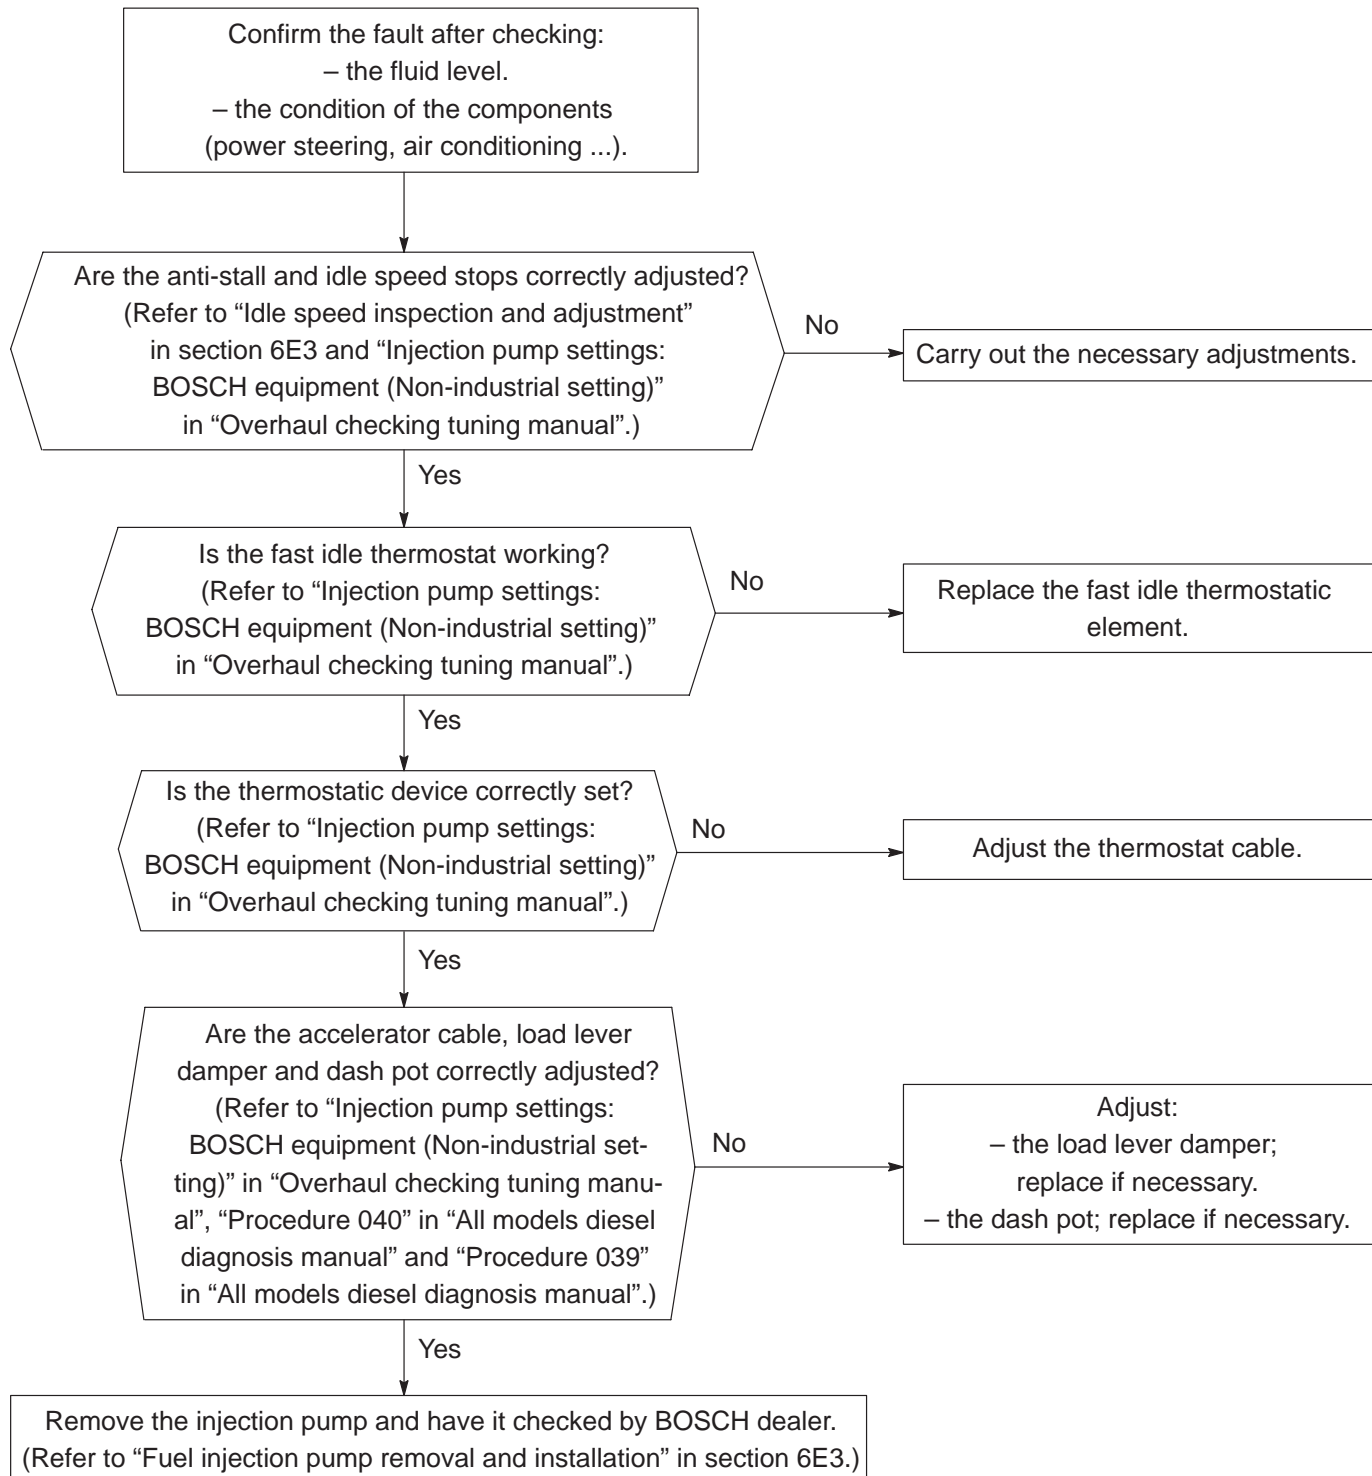 Confirm the fault after checking:
– the fluid level.
– the condition of the components
(power steering, air conditioning ...).
Are the anti-stall and idle speed stops correctly adjusted?
(Refer to “Idle speed inspection and adjustment”
in section 6E3 and “Injection pump settings:
BOSCH equipment (Non-industrial setting)”
in “Overhaul checking tuning manual”.)
No
Carry out the necessary adjustments.
Yes
Is the fast idle thermostat working?
(Refer to “Injection pump settings:
BOSCH equipment (Non-industrial setting)”
in “Overhaul checking tuning manual”.)
No
Replace the fast idle thermostatic
element.
Yes
Is the thermostatic device correctly set?
(Refer to “Injection pump settings:
BOSCH equipment (Non-industrial setting)”
in “Overhaul checking tuning manual”.)
No
Adjust the thermostat cable.
Yes
Are the accelerator cable, load lever
damper and dash pot correctly adjusted?
(Refer to “Injection pump settings:
BOSCH equipment (Non-industrial set-
ting)” in “Overhaul checking tuning manu-
al”, “Procedure 040” in “All models diesel
diagnosis manual” and “Procedure 039”
in “All models diesel diagnosis manual”.)
No
Adjust:
– the load lever damper;
replace if necessary.
– the dash pot; replace if necessary.
Yes
Remove the injection pump and have it checked by BOSCH dealer.
(Refer to “Fuel injection pump removal and installation” in section 6E3.)